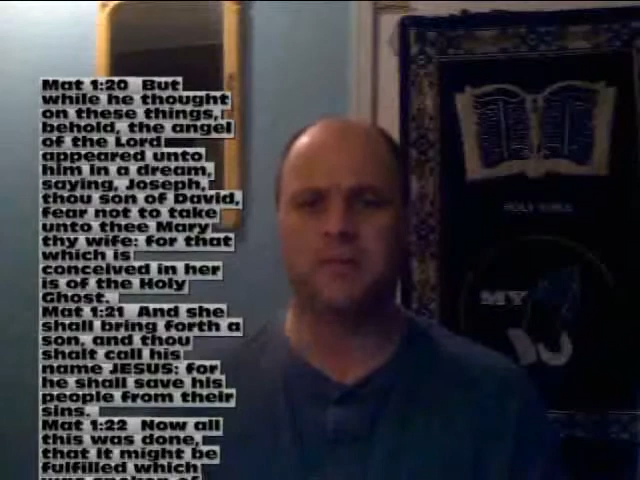 Mat 1:20 But
while he thought
on these things,
behold, the angel
of the Lord
appeared unto
him in a dream,
saying, Joseph,
thou son of David,
fear not to take
unto thee Mary
thy wife: for that
which is
conceived in her
is of the Holy
Ghost.
Mat 1:21 And she
shall bring forth a
son, and thou
shalt call his
name JESUS: for
he shall save his
people from their
sins.
Mat 1:22 Now all
this was done,
that it might be
fulfilled which
was spoken of
HOLY BIBLE
MY